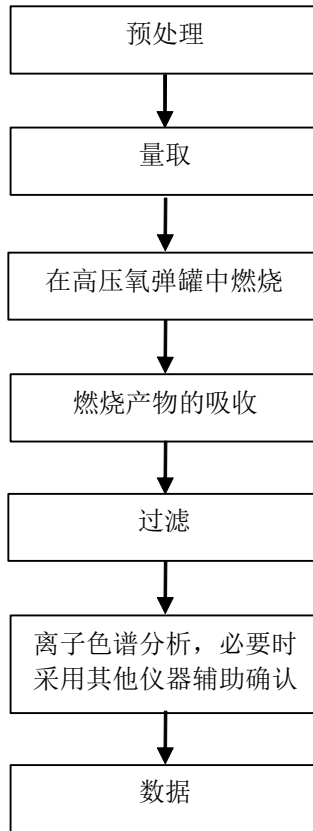 预处理
量取
在高压氧弹罐中燃烧
燃烧产物的吸收
过滤
离子色谱分析，必要时
采用其他仪器辅助确认
数据